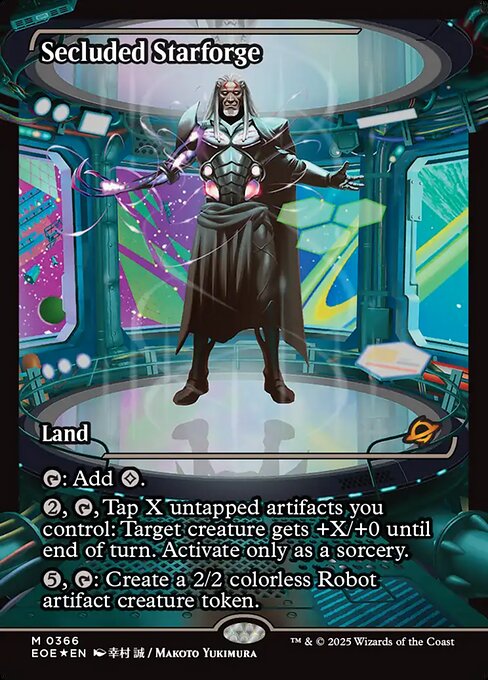 Secluded Starforge
Land
: Add .
2, , Tap X untapped artifacts you
control: Target creature gets +X/+0 until
end of turn. Activate only as a sorcery.
5, : Create a 2/2 colorless Robot
artifact creature token.
M 0366
EOE★EN 幸村 誠 / MAKOTO YUKIMURA
™ & © 2025 Wizards of the Coast